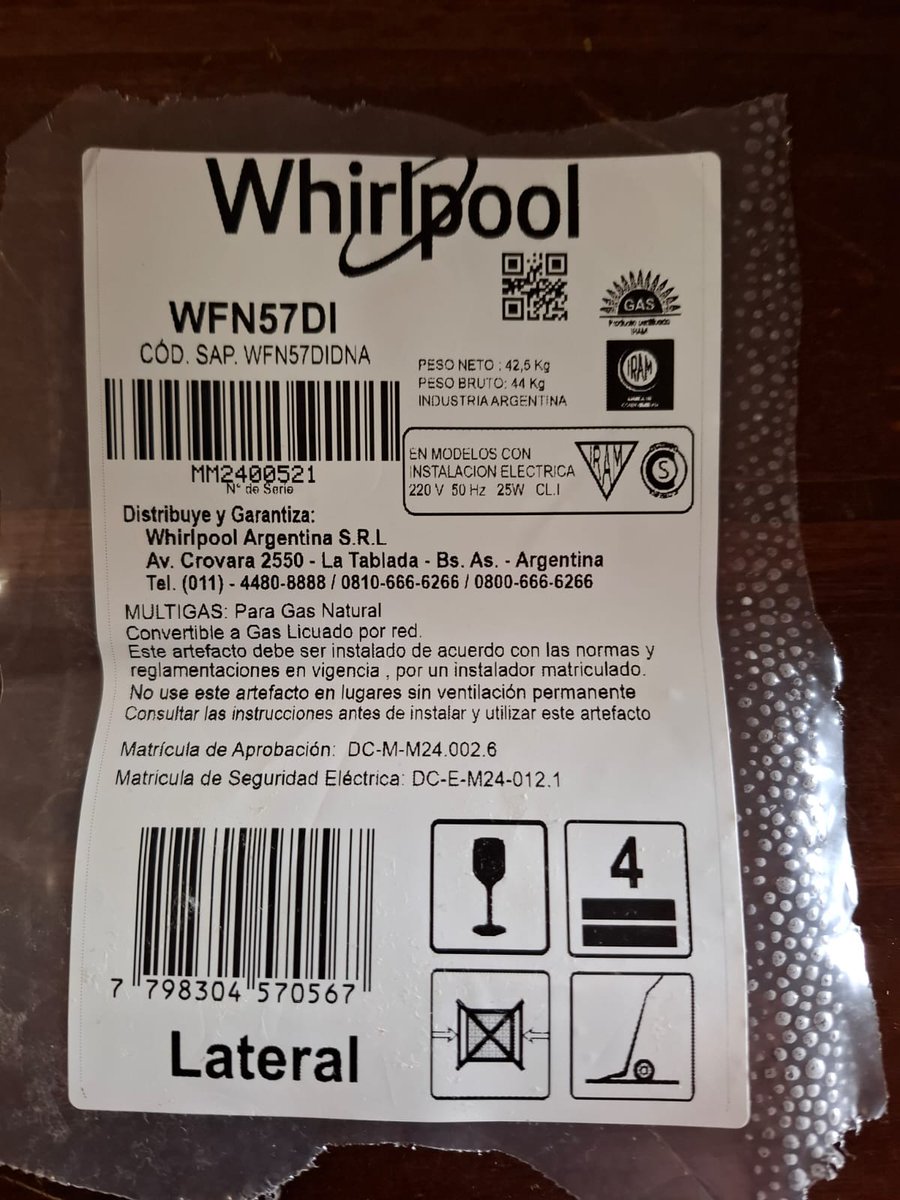 Whirlpool
WFN57DI
CÓD. SAP. WFN57DIDNA
GAS
Producto certificado
IRAM
PESO NETO : 42,5 Kg
PESO BRUTO: 44 Kg
INDUSTRIA ARGENTINA
IRAM
MM2400521
N° de Serie
EN MODELOS CON
INSTALACION ELECTRICA
220 V 50 Hz 25W CL.I
IRAM
S
Distribuye y Garantiza:
Whirlpool Argentina S.R.L
Av. Crovara 2550 - La Tablada - Bs. As. - Argentina
Tel. (011) - 4480-8888 / 0810-666-6266 / 0800-666-6266
MULTIGAS: Para Gas Natural
Convertible a Gas Licuado por red.
Este artefacto debe ser instalado de acuerdo con las normas y
reglamentaciones en vigencia , por un instalador matriculado.
No use este artefacto en lugares sin ventilación permanente
Consultar las instrucciones antes de instalar y utilizar este artefacto
Matrícula de Aprobación: DC-M-M24.002.6
Matricula de Seguridad Eléctrica: DC-E-M24-012.1
4
7 798304 570567
Lateral